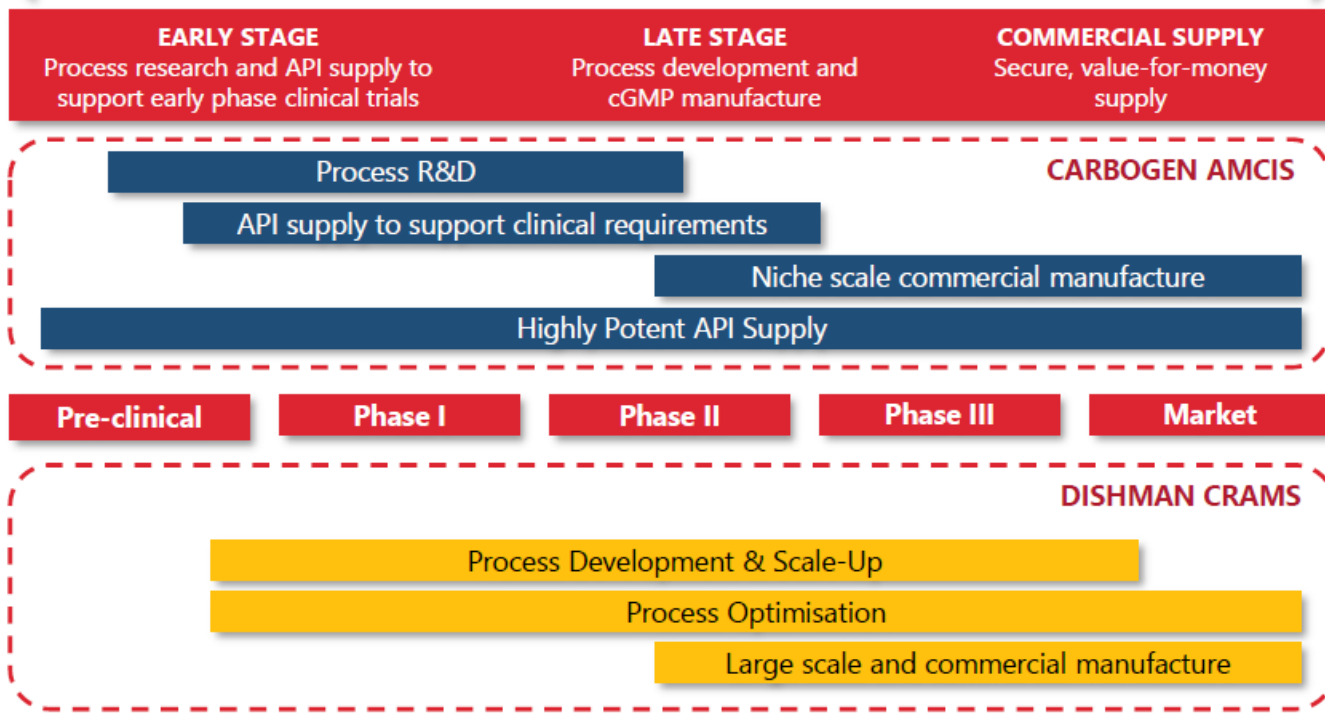 EARLY STAGE
Process research and API supply to
support early phase clinical trials
LATE STAGE
Process development and
cGMP manufacture
COMMERCIAL SUPPLY
Secure, value-for-money
supply
CARBOGEN AMCIS
Process R&D
API supply to support clinical requirements
Niche scale commercial manufacture
Highly Potent API Supply
Pre-clinical
Phase I
Phase II
Phase III
Market
DISHMAN CRAMS
Process Development & Scale-Up
Process Optimisation
Large scale and commercial manufacture